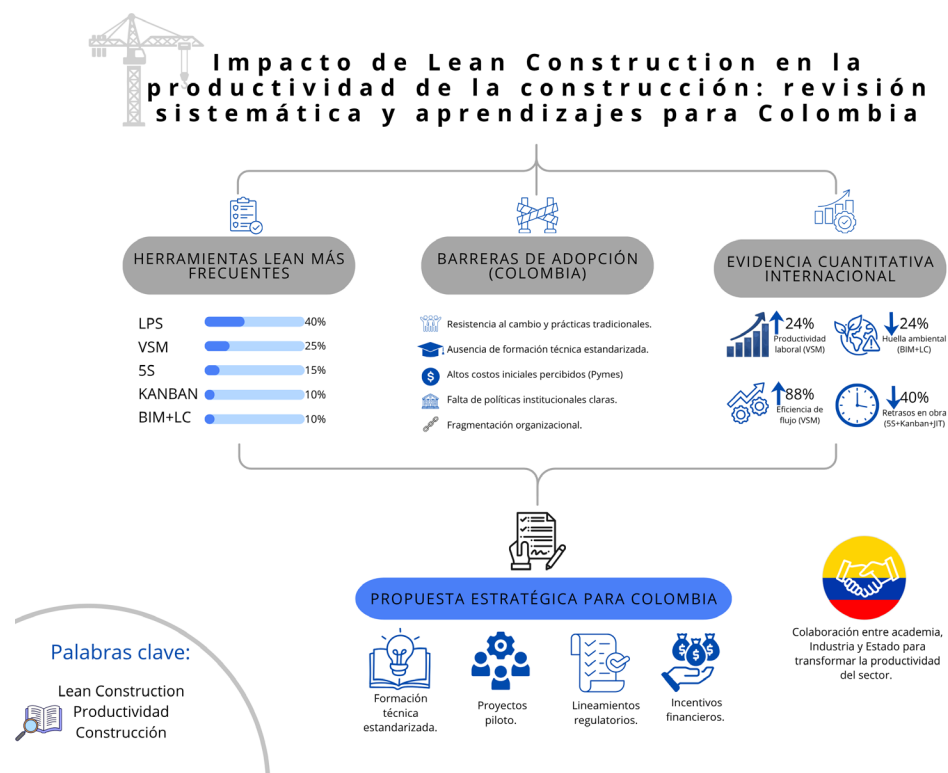 Impacto de Lean Construction en la
productividad de la construcción: revisión
sistemática y aprendizajes para Colombia
HERRAMIENTAS LEAN MÁS
FRECUENTES
LPS 40%
VSM 25%
5S 15%
KANBAN 10%
BIM+LC 10%
BARRERAS DE ADOPCIÓN
(COLOMBIA)
Resistencia al cambio y prácticas tradicionales.
Ausencia de formación técnica estandarizada.
Altos costos iniciales percibidos (Pymes)
Falta de políticas institucionales claras.
Fragmentación organizacional.
EVIDENCIA CUANTITATIVA
INTERNACIONAL
24%
Productividad
laboral (VSM)
24%
Huella ambiental
(BIM+LC)
88%
Eficiencia de
flujo (VSM)
40%
Retrasos en obra
(5S+Kanban+JIT)
PROPUESTA ESTRATÉGICA PARA COLOMBIA
Formación
técnica
estandarizada.
Proyectos
piloto.
Lineamientos
regulatorios.
Incentivos
financieros.
Colaboración entre academia,
Industria y Estado para
transformar la productividad
del sector.
Palabras clave:
Lean Construction
Productividad
Construcción